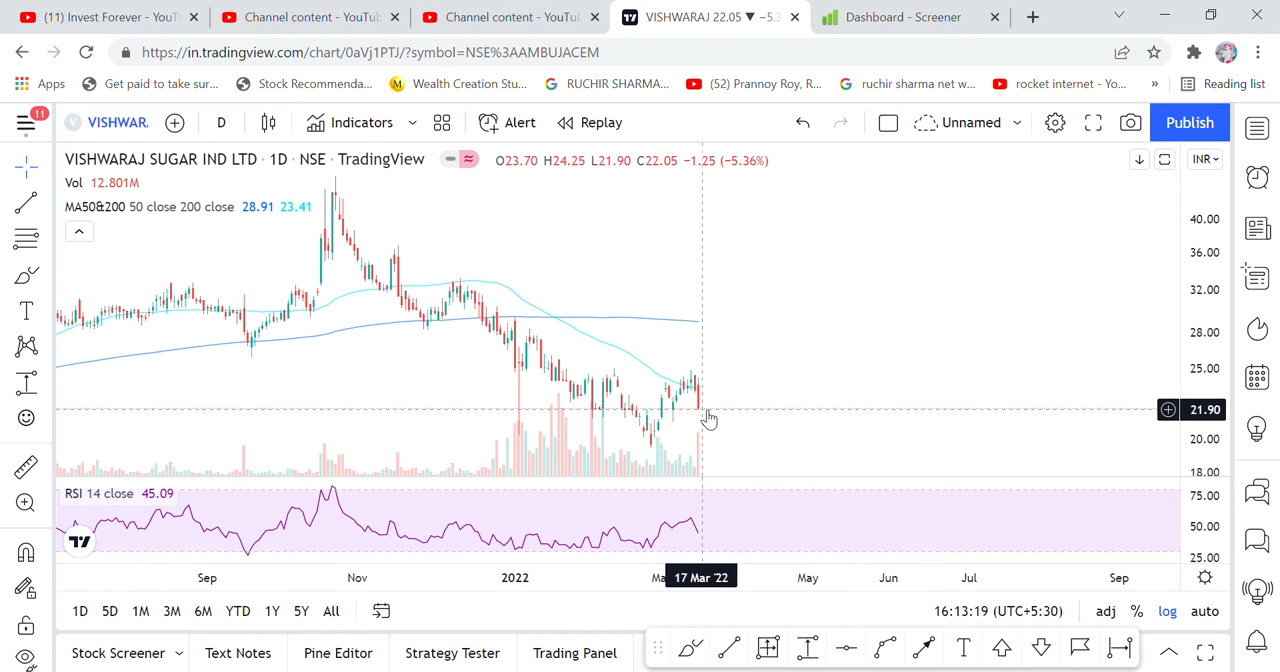 (11) Invest Forever - YouT
Channel content - YouTub
Channel content - YouTub
VISHWARAJ 22.05 ▼ −5.3
Dashboard - Screener
https://in.tradingview.com/chart/0aVj1PTJ/?symbol=NSE%3AAMBUJACEM
Apps
Get paid to take sur...
Stock Recommenda...
Wealth Creation Stu...
RUCHIR SHARMA...
(52) Prannoy Roy, R...
ruchir sharma net w...
rocket internet - Yo...
»
Reading list
11
VISHWAR.
D
Indicators
Alert
Replay
Unnamed
Publish
VISHWARAJ SUGAR IND LTD · 1D · NSE · TradingView
O23.70 H24.25 L21.90 C22.05 −1.25 (−5.36%)
INR
Vol 12.801M
MA50&200 50 close 200 close 28.91 23.41
40.00
36.00
32.00
28.00
25.00
21.90
20.00
18.00
RSI 14 close 45.09
75.00
50.00
25.00
Sep
Nov
2022
Ma
17 Mar '22
May
Jun
Jul
Sep
1D 5D 1M 3M 6M YTD 1Y 5Y All
16:13:19 (UTC+5:30)
adj % log auto
Stock Screener
Text Notes
Pine Editor
Strategy Tester
Trading Panel